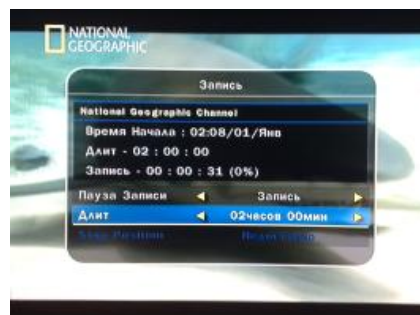 NATIONAL
GEOGRAPHIC
Запись
National Geographic Channel
Время Начала : 02:08/01/Янв
Длит - 02 : 00 : 00
Запись - 00 : 00 : 31 (0%)
Пауза Записи Запись
Длит 02часов 00мин